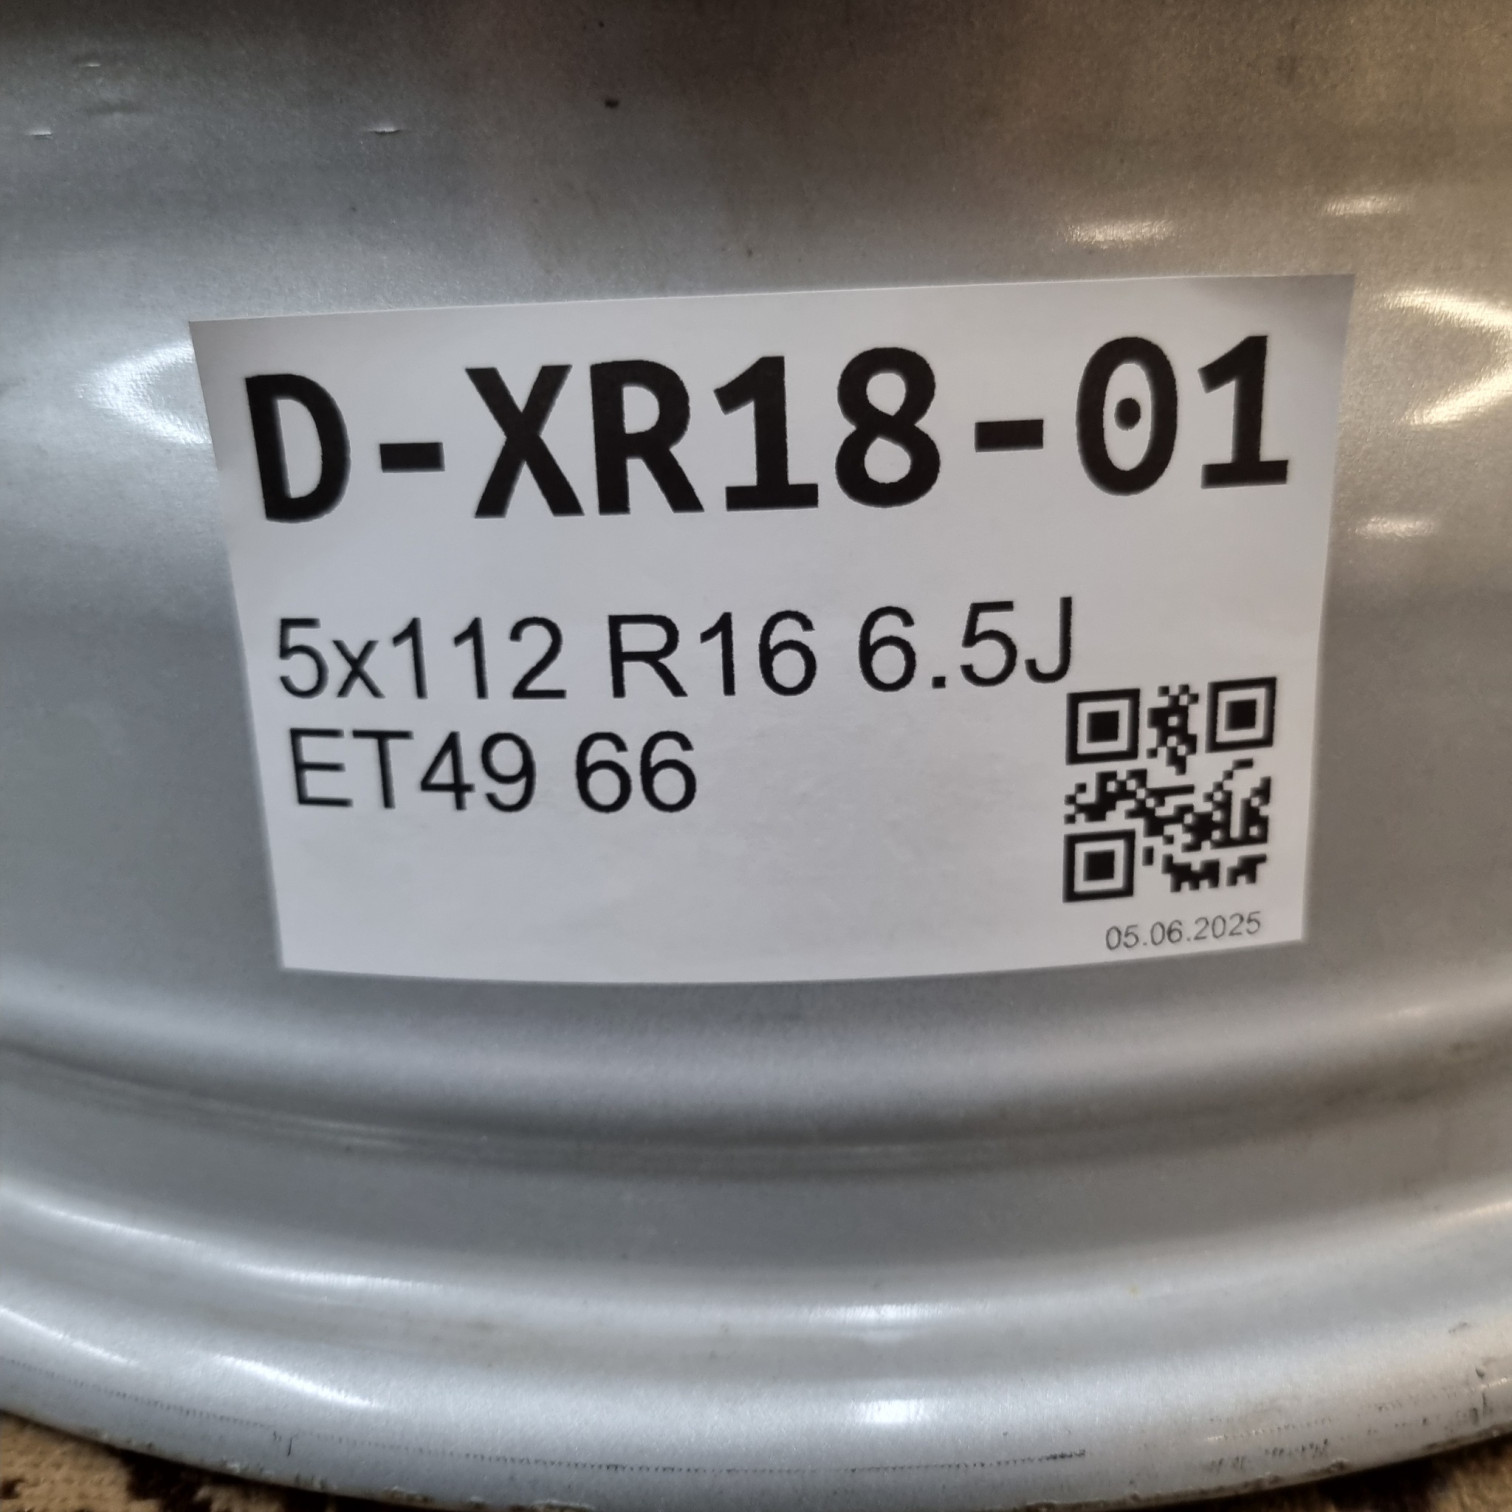 D-XR18-01
5x112 R16 6.5J
ET49 66
05.06.2025